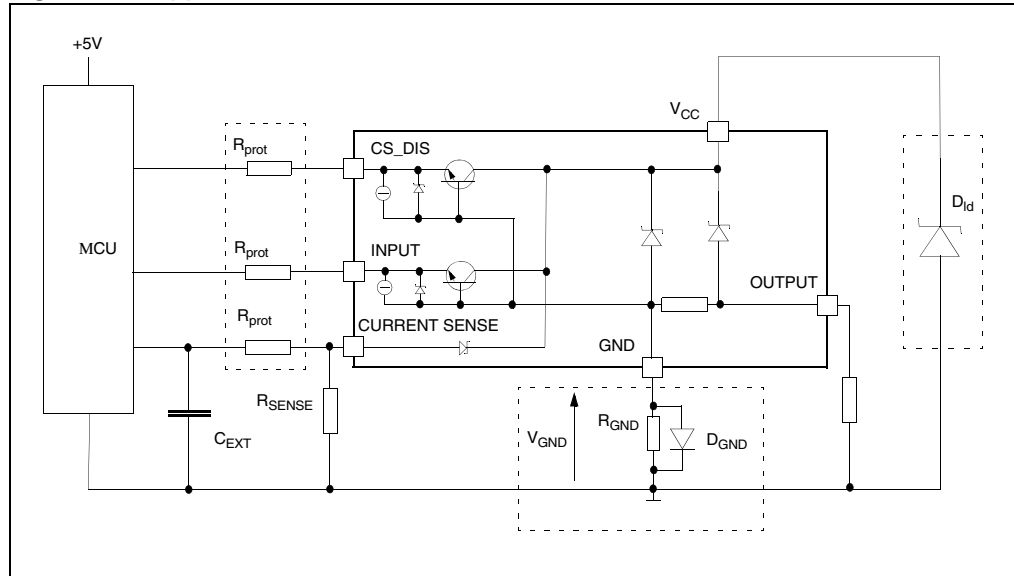 +5V
VCC
Rprot
CS_DIS
Dld
MCU
Rprot
INPUT
OUTPUT
Rprot
CURRENT SENSE
GND
RSENSE
CEXT
VGND
RGND
DGND